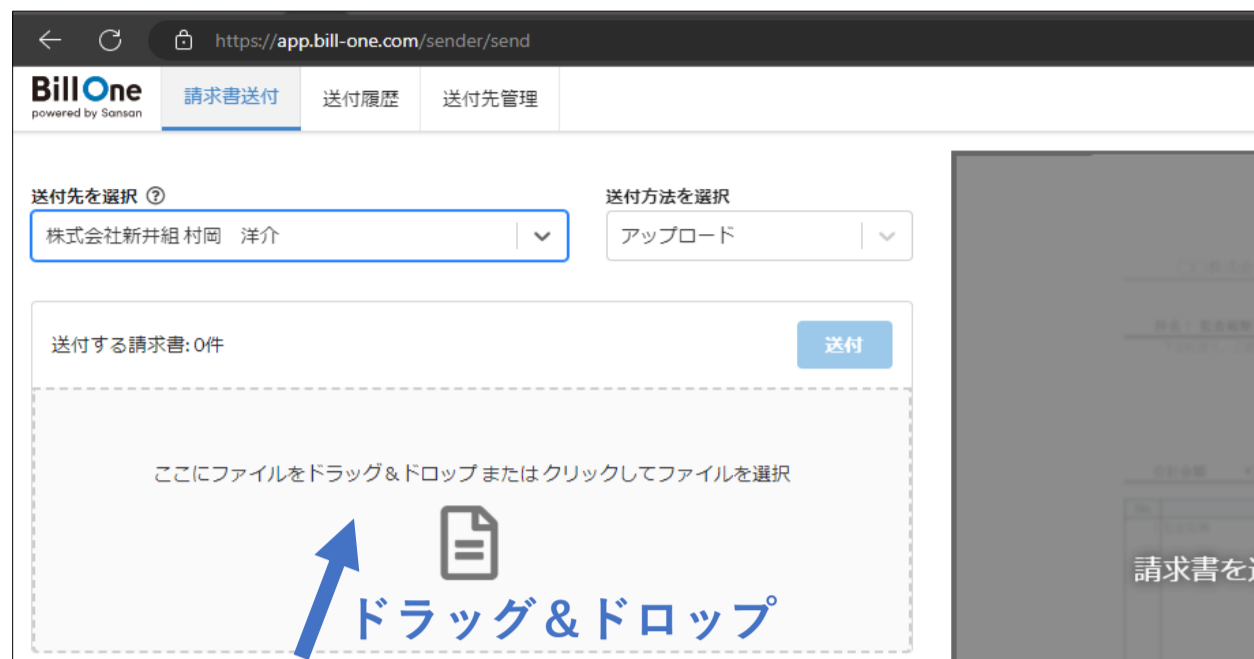 https://app.bill-one.com/sender/send
Bill One
powered by Sansan
請求書送付
送付履歴
送付先管理
送付先を選択 ?
送付方法を選択
株式会社新井組 村岡　洋介
アップロード
送付する請求書: 0件
送付
ここにファイルをドラッグ&ドロップ または クリックしてファイルを選択
請求書を
ドラッグ&ドロップ